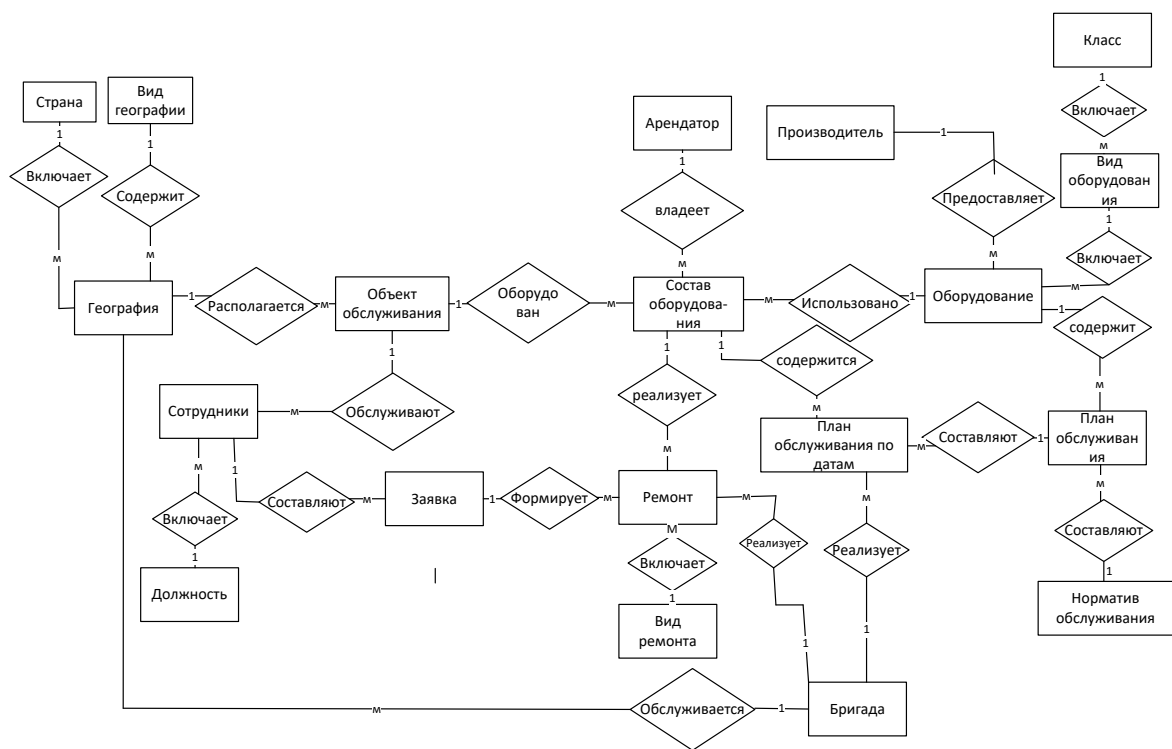 Класс
1
Включает
м
Вид
оборудован
ия
1
Включает
м
Страна
1
Включает
м
Вид
географии
1
Содержит
м
Арендатор
1
владеет
м
Производитель
1
Предоставляет
м
География
1
Располагается
м
Объект
обслуживания
1
Оборудо
ван
м
Состав
оборудова-
ния
м
Использовано
1
Оборудование
1
содержит
м
1
содержится
м
1
реализует
м
1
Обслуживают
м
Сотрудники
м
Включает
1
Должность
1
Составляют
м
Заявка
1
Формирует
м
Ремонт
м
Реализует
1
М
Включает
1
Вид
ремонта
План
обслуживания по
датам
м
Составляют
1
План
обслуживан
ия
м
Составляют
1
Норматив
обслуживания
м
Реализует
1
м
Обслуживается
1
Бригада